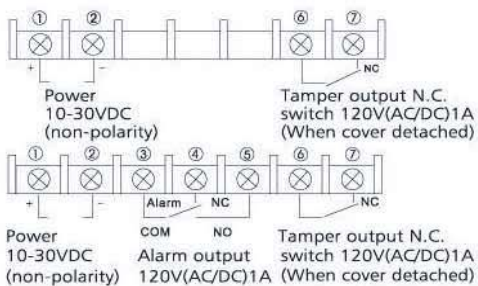 ① ② ⑥ ⑦
+ - NC
Power
10-30VDC
(non-polarity)
Tamper output N.C.
switch 120V(AC/DC)1A
(When cover detached)
① ② ③ ④ ⑤ ⑥ ⑦
+ - Alarm NC NC
COM NO
Power
10-30VDC
(non-polarity)
Alarm output
120V(AC/DC)1A
Tamper output N.C.
switch 120V(AC/DC)1A
(When cover detached)